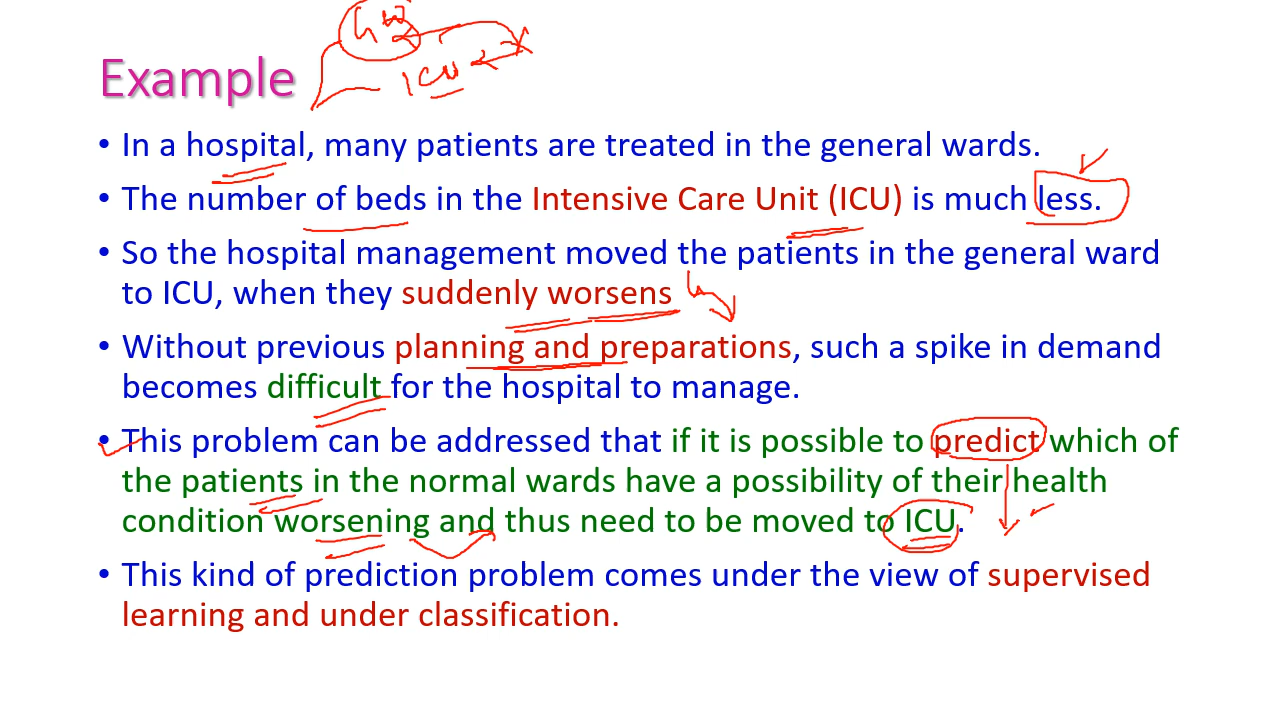 GW
ICU
Example
• In a hospital, many patients are treated in the general wards.
• The number of beds in the Intensive Care Unit (ICU) is much less.
• So the hospital management moved the patients in the general ward
to ICU, when they suddenly worsens
• Without previous planning and preparations, such a spike in demand
becomes difficult for the hospital to manage.
• This problem can be addressed that if it is possible to predict which of
the patients in the normal wards have a possibility of their health
condition worsening and thus need to be moved to ICU.
• This kind of prediction problem comes under the view of supervised
learning and under classification.